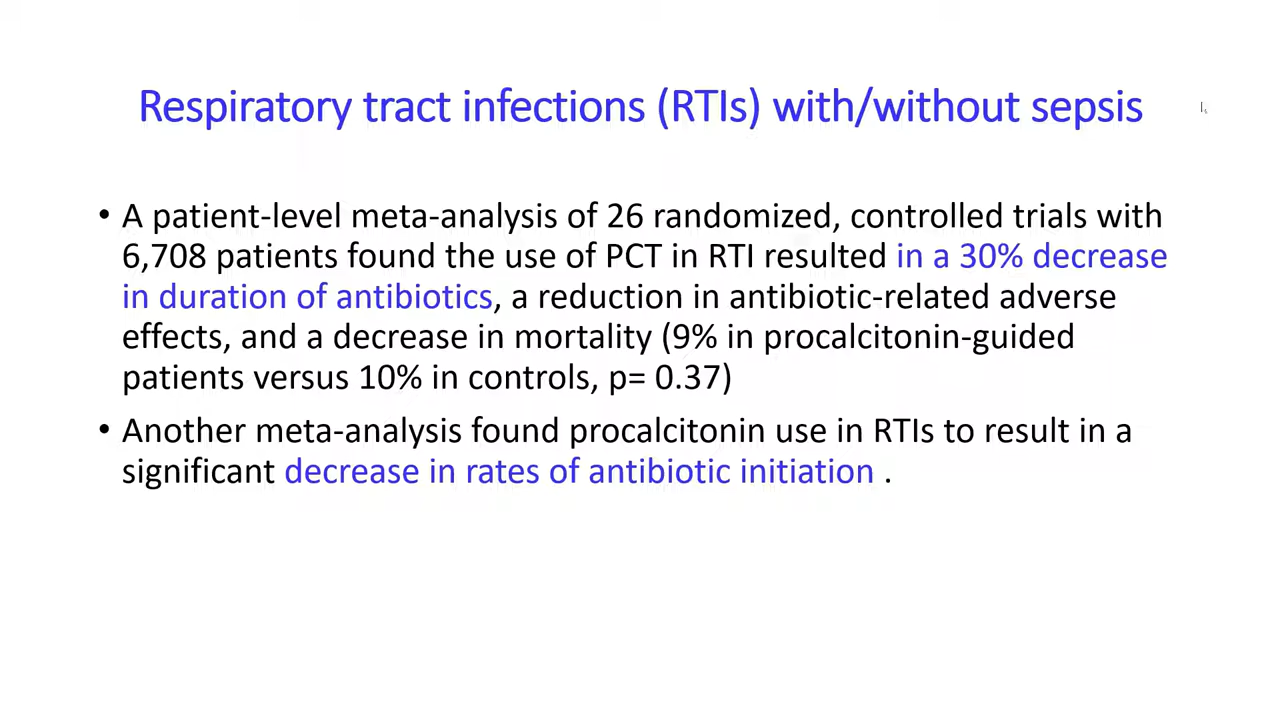 Respiratory tract infections (RTIs) with/without sepsis
• A patient-level meta-analysis of 26 randomized, controlled trials with
6,708 patients found the use of PCT in RTI resulted in a 30% decrease
in duration of antibiotics, a reduction in antibiotic-related adverse
effects, and a decrease in mortality (9% in procalcitonin-guided
patients versus 10% in controls, p= 0.37)
• Another meta-analysis found procalcitonin use in RTIs to result in a
significant decrease in rates of antibiotic initiation .